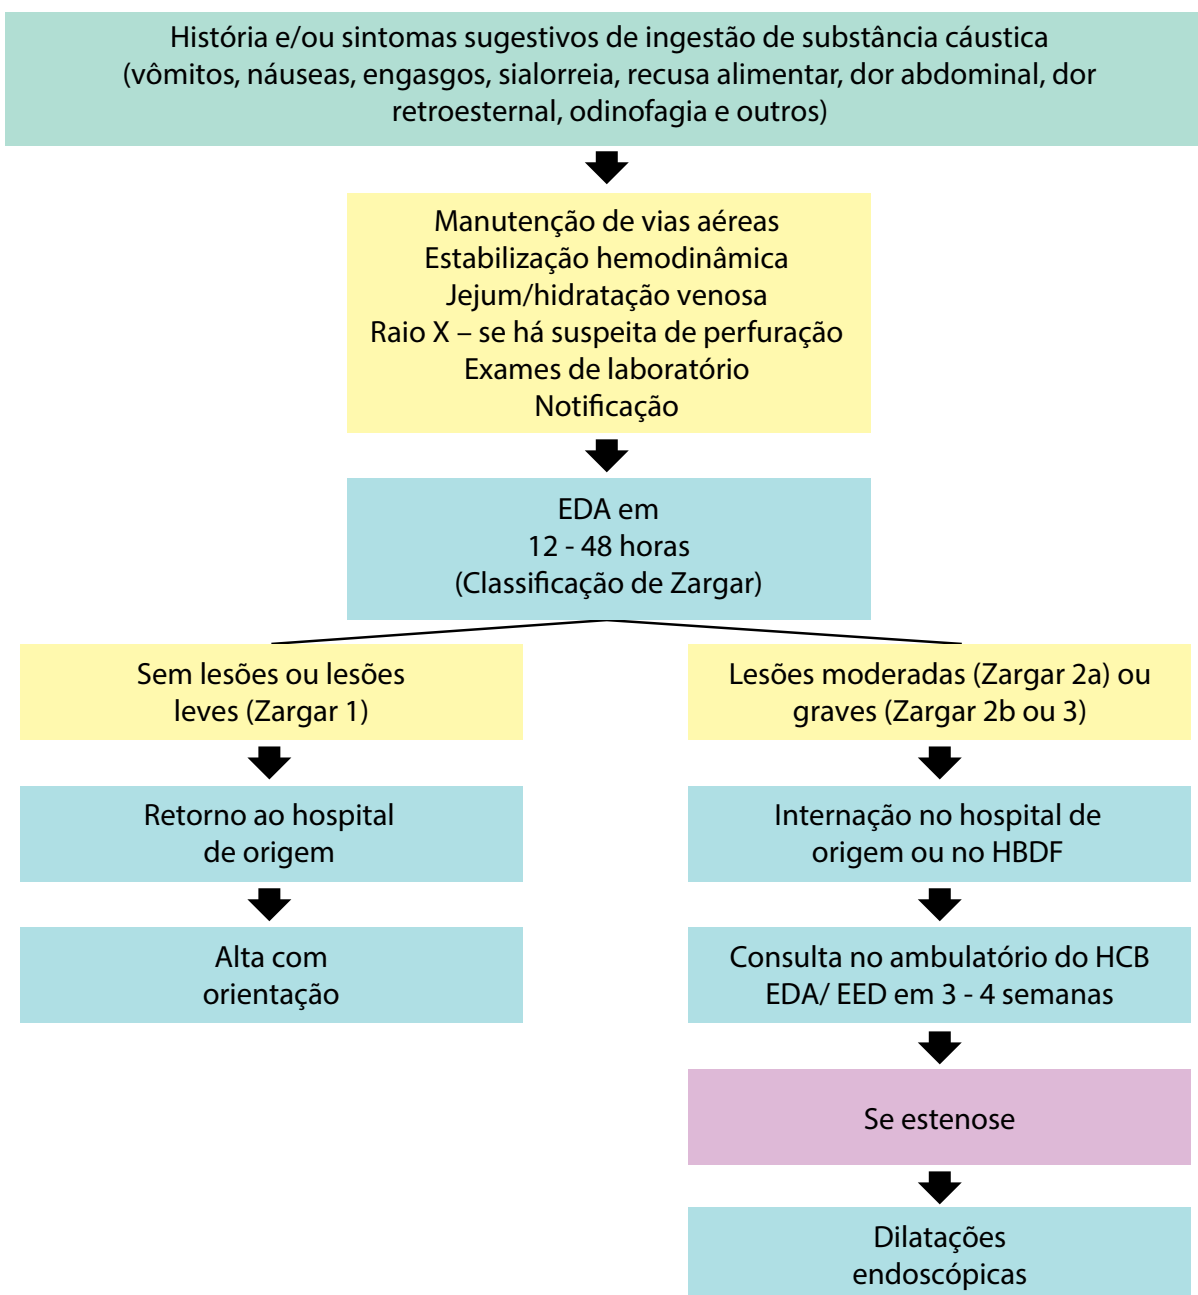 História e/ou sintomas sugestivos de ingestão de substância cáustica
(vômitos, náuseas, engasgos, sialorreia, recusa alimentar, dor abdominal, dor
retroesternal, odinofagia e outros)
Manutenção de vias aéreas
Estabilização hemodinâmica
Jejum/hidratação venosa
Raio X – se há suspeita de perfuração
Exames de laboratório
Notificação
EDA em
12 - 48 horas
(Classificação de Zargar)
Sem lesões ou lesões
leves (Zargar 1)
Retorno ao hospital
de origem
Alta com
orientação
Lesões moderadas (Zargar 2a) ou
graves (Zargar 2b ou 3)
Internação no hospital de
origem ou no HBDF
Consulta no ambulatório do HCB
EDA/ EED em 3 - 4 semanas
Se estenose
Dilatações
endoscópicas